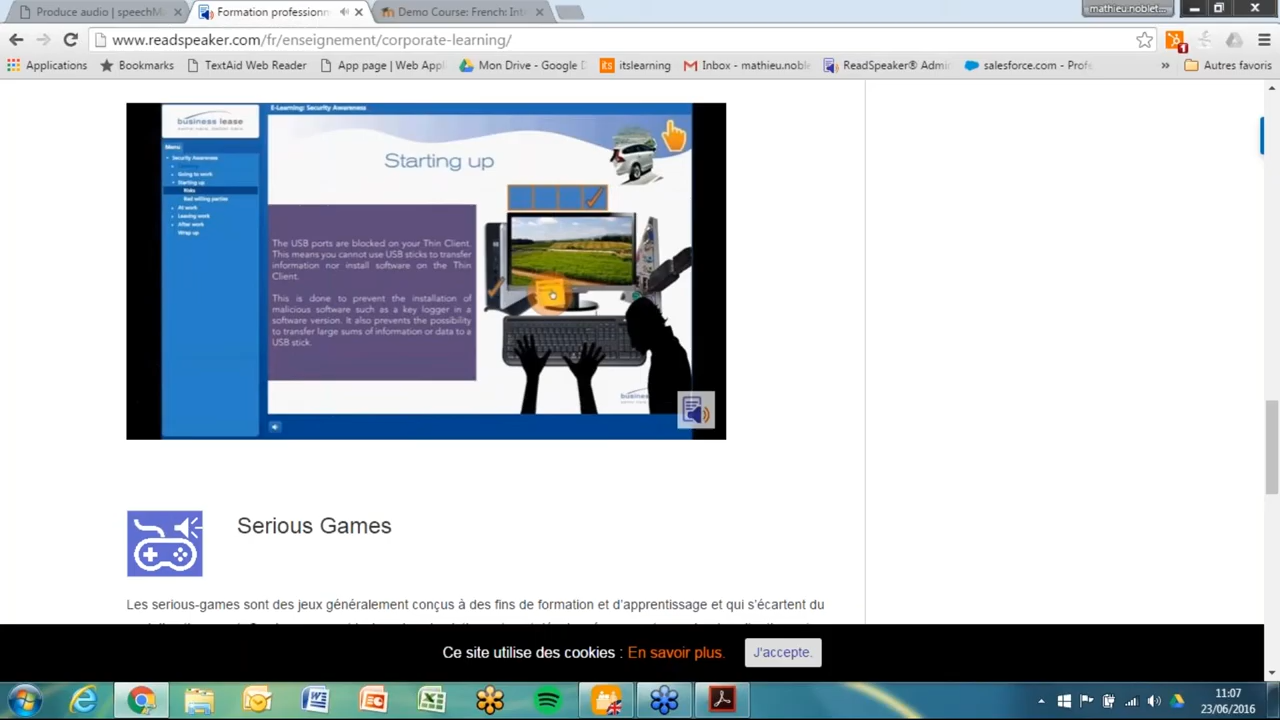 Produce audio | speechM
Formation professionn
Demo Course: French: Int
mathieu.noblet...
www.readspeaker.com/fr/enseignement/corporate-learning/
1
Applications
Bookmarks
TextAid Web Reader
App page | Web Appl
Mon Drive - Google D
its
itslearning
Inbox - mathieu.noble
ReadSpeaker® Admin
salesforce.com - Profe
»
Autres favoris
business lease
E-Learning: Security Awareness
Menu
Security Awareness
Going to work
Starting up
Risks
Bad willing parties
At work
Leaving work
After work
Wrap up
Starting up
The USB ports are blocked on your Thin Client.
This means you cannot use USB sticks to transfer
information nor install software on the Thin
Client.
This is done to prevent the installation of
malicious software such as a key logger in a
software version. It also prevents the possibility
to transfer large sums of information or data to a
USB stick.
Serious Games
Les serious-games sont des jeux généralement conçus à des fins de formation et d'apprentissage et qui s'écartent du
Ce site utilise des cookies : En savoir plus.
J'accepte.
11:07
23/06/2016